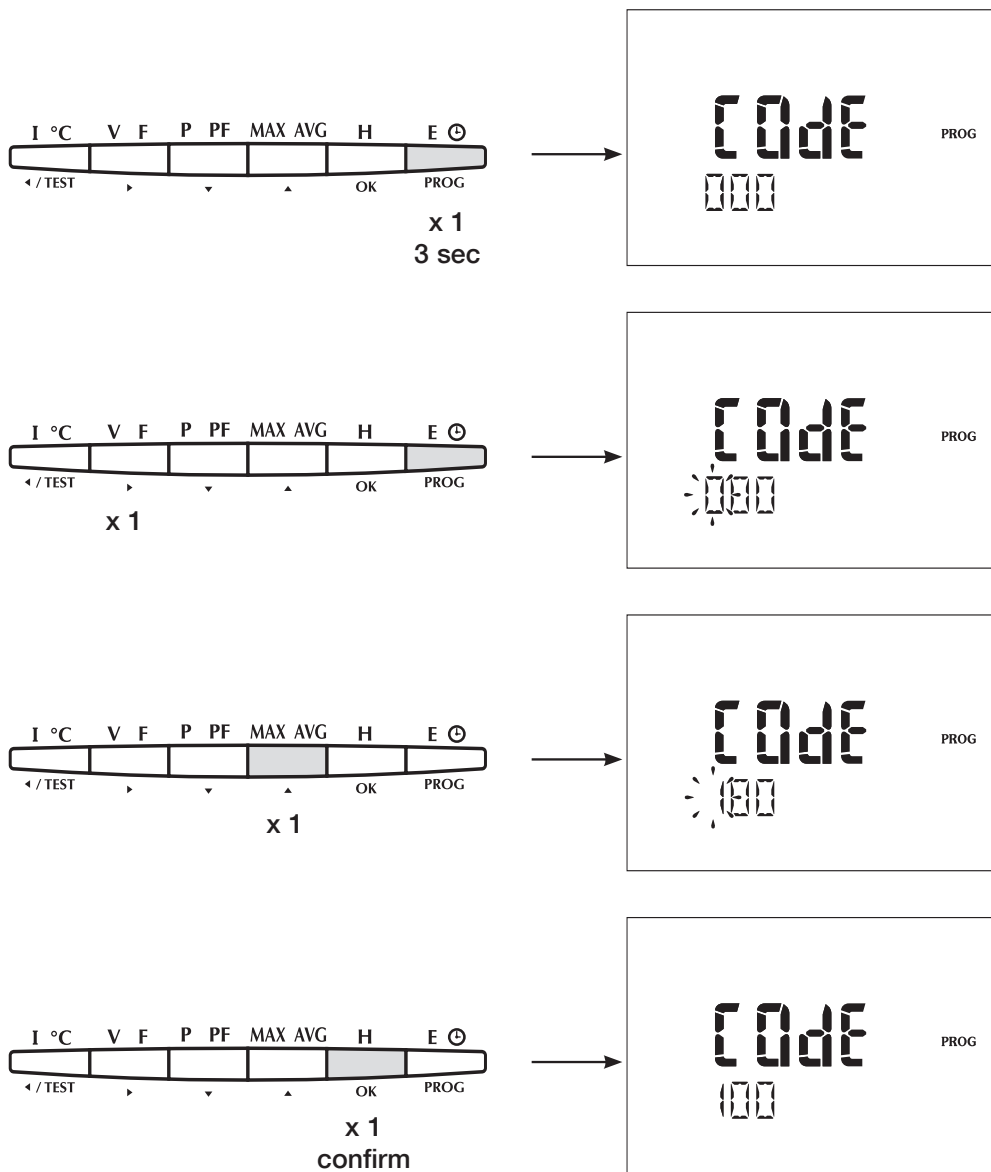 I °C V F P PF MAX AVG H E
◂ / TEST ▸ ▾ ▴ OK PROG
x 1
3 sec
COdE PROG
000
I °C V F P PF MAX AVG H E
◂ / TEST ▸ ▾ ▴ OK PROG
x 1
COdE PROG
000
I °C V F P PF MAX AVG H E
◂ / TEST ▸ ▾ ▴ OK PROG
x 1
COdE PROG
100
I °C V F P PF MAX AVG H E
◂ / TEST ▸ ▾ ▴ OK PROG
x 1
confirm
COdE PROG
100